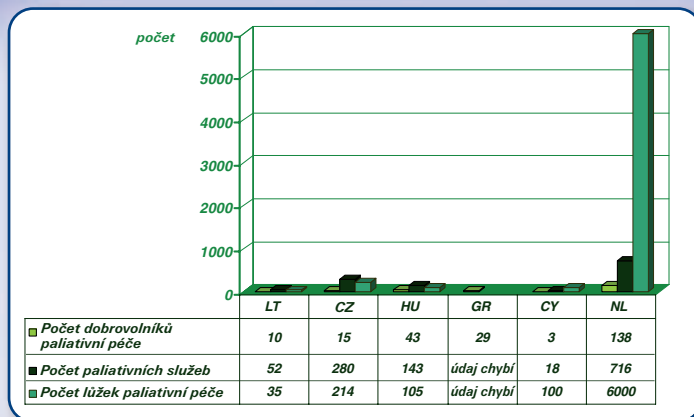 počet
6000
5000
4000
3000
2000
1000
0
LT CZ HU GR CY NL
Počet dobrovolníků
paliativní péče 10 15 43 29 3 138
Počet paliativních služeb 52 280 143 údaj chybí 18 716
Počet lůžek paliativní péče 35 214 105 údaj chybí 100 6000